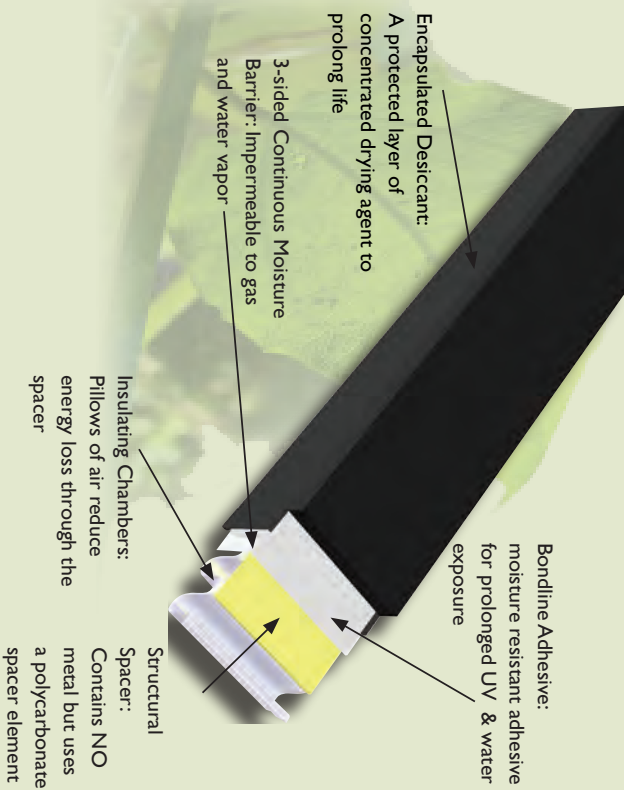 Encapsulated Desiccant:
A protected layer of
concentrated drying agent to
prolong life
3-sided Continuous Moisture
Barrier: Impermeable to gas
and water vapor
Insulating Chambers:
Pillows of air reduce
energy loss through the
spacer
Bondline Adhesive:
moisture resistant adhesive
for prolonged UV & water
exposure
Structural
Spacer:
Contains NO
metal but uses
a polycarbonate
spacer element